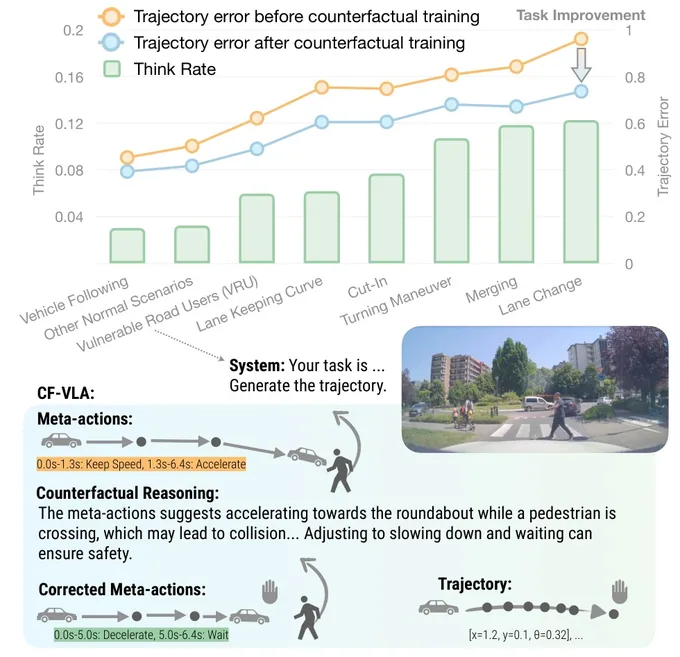 Trajectory error before counterfactual training
Task Improvement
Trajectory error after counterfactual training
Think Rate
0.2
0.16
0.12
0.08
0.04
Think Rate
1
0.8
0.6
0.4
0.2
0
Trajectory Error
Vehicle Following
Other Normal Scenarios
Vulnerable Road Users (VRU)
Lane Keeping Curve
Cut-In
Turning Maneuver
Merging
Lane Change
System: Your task is ...
Generate the trajectory.
CF-VLA:
Meta-actions:
0.0s-1.3s: Keep Speed, 1.3s-6.4s: Accelerate
Counterfactual Reasoning:
The meta-actions suggests accelerating towards the roundabout while a pedestrian is
crossing, which may lead to collision... Adjusting to slowing down and waiting can
ensure safety.
Corrected Meta-actions:
0.0s-5.0s: Decelerate, 5.0s-6.4s: Wait
Trajectory:
[x=1.2, y=0.1, θ=0.32], ...